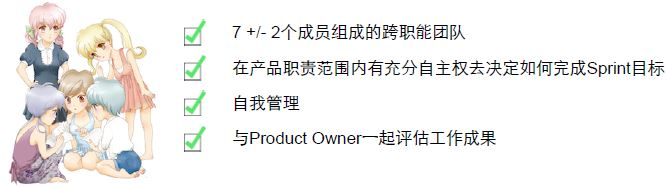 7 +/- 2个成员组成的跨职能团队
在产品职责范围内有充分自主权去决定如何完成Sprint目标
自我管理
与Product Owner一起评估工作成果